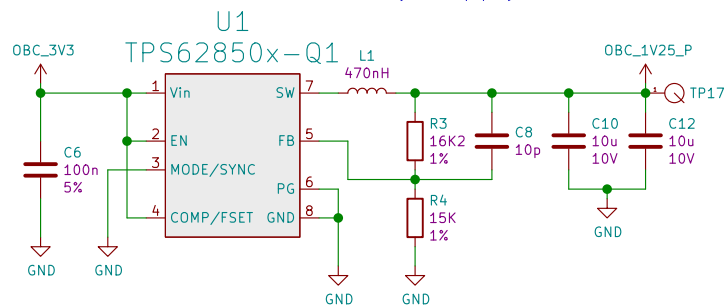 U1
TPS62850x-Q1
OBC_3V3
L1
470nH
OBC_1V25_P
1
Vin
SW
7
1
TP17
2
EN
FB
5
R3
16K2
1%
C8
10p
C10
10u
10V
C12
10u
10V
C6
100n
5%
3
MODE/SYNC
PG
6
R4
15K
1%
4
COMP/FSET
GND
8
GND
GND
GND
GND
GND